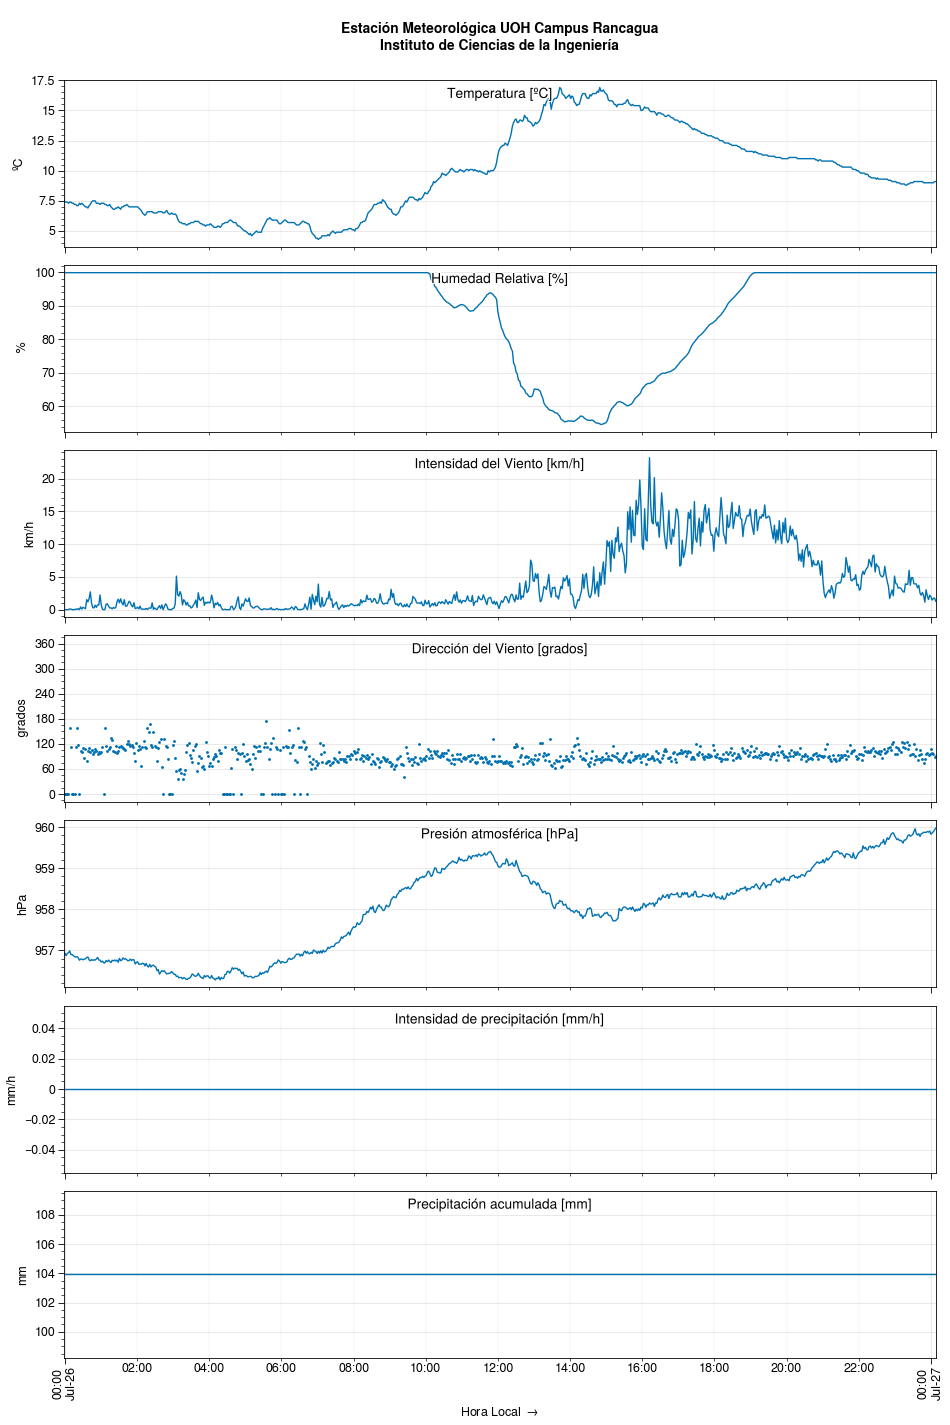 Estación Meteorológica UOH Campus Rancagua
Instituto de Ciencias de la Ingeniería
Temperatura [ºC]
17.5
15
12.5
10
7.5
5
ºC
Humedad Relativa [%]
100
90
80
70
60
%
Intensidad del Viento [km/h]
20
15
10
5
0
km/h
Dirección del Viento [grados]
360
300
240
180
120
60
0
grados
Presión atmosférica [hPa]
960
959
958
957
hPa
Intensidad de precipitación [mm/h]
0.04
0.02
0
−0.02
−0.04
mm/h
Precipitación acumulada [mm]
108
106
104
102
100
mm
00:00
Jul-26
02:00
04:00
06:00
08:00
10:00
12:00
14:00
16:00
18:00
20:00
22:00
00:00
Jul-27
Hora Local →